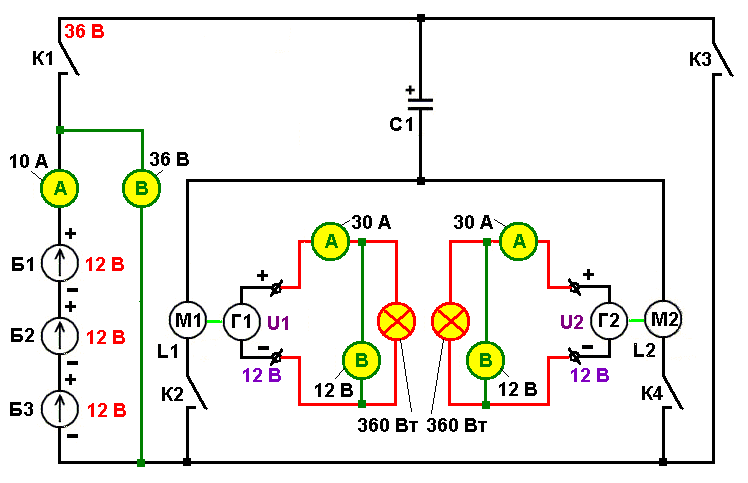 36 В
К1
К3
+
С1
10 А
36 В
А
В
30 А
30 А
А
А
+
Б1
12 В
−
+
+
+
М1
Г1
U1
U2
Г2
М2
Б2
12 В
−
L1
−
−
L2
В
В
12 В
12 В
12 В
12 В
+
К2
К4
Б3
12 В
−
360 Вт
360 Вт